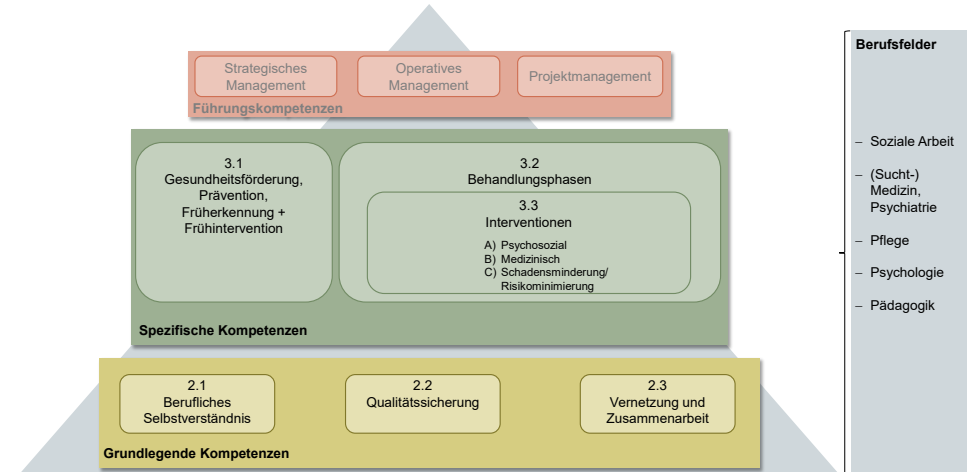 Strategisches
Management
Operatives
Management
Projektmanagement
Führungskompetenzen
3.1
Gesundheitsförderung,
Prävention,
Früherkennung +
Frühintervention
3.2
Behandlungsphasen
3.3
Interventionen
A) Psychosozial
B) Medizinisch
C) Schadensminderung/
Risikominimierung
Spezifische Kompetenzen
2.1
Berufliches
Selbstverständnis
2.2
Qualitätssicherung
2.3
Vernetzung und
Zusammenarbeit
Grundlegende Kompetenzen
Berufsfelder
– Soziale Arbeit
– (Sucht-)
Medizin,
Psychiatrie
– Pflege
– Psychologie
– Pädagogik